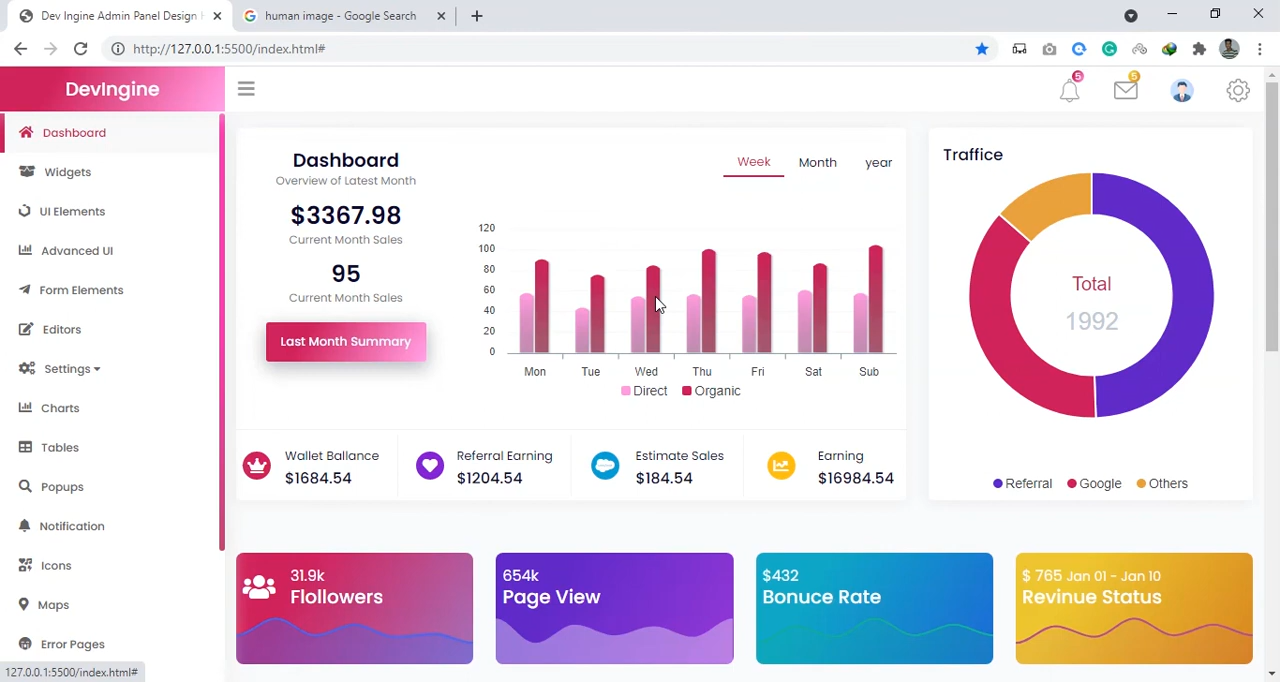 Dev Ingine Admin Panel Design
human image - Google Search
http://127.0.0.1:5500/index.html#
DevIngine
5
5
Dashboard
Widgets
UI Elements
Advanced UI
Form Elements
Editors
Settings
Charts
Tables
Popups
Notification
Icons
Maps
Error Pages
Dashboard
Overview of Latest Month
$3367.98
Current Month Sales
95
Current Month Sales
Last Month Summary
Week Month year
120
100
80
60
40
20
0
Mon Tue Wed Thu Fri Sat Sub
Direct Organic
Traffice
Total
1992
Referral Google Others
Wallet Ballance
$1684.54
Referral Earning
$1204.54
Estimate Sales
$184.54
Earning
$16984.54
31.9k
Flollowers
654k
Page View
$432
Bonuce Rate
$ 765 Jan 01 - Jan 10
Revinue Status
127.0.0.1:5500/index.html#